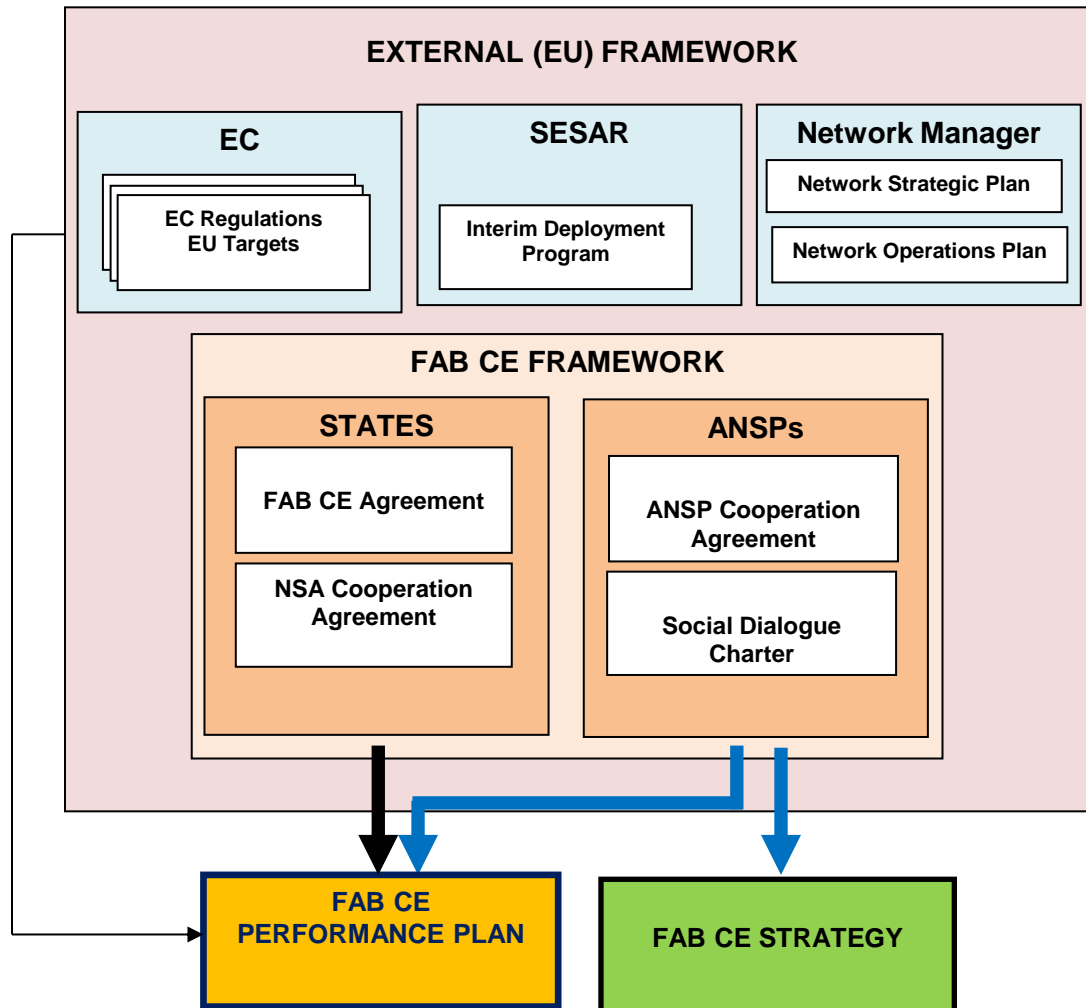 EXTERNAL (EU) FRAMEWORK
EC
EC Regulations
EU Targets
SESAR
Interim Deployment
Program
Network Manager
Network Strategic Plan
Network Operations Plan
FAB CE FRAMEWORK
STATES
FAB CE Agreement
NSA Cooperation
Agreement
ANSPs
ANSP Cooperation
Agreement
Social Dialogue
Charter
FAB CE
PERFORMANCE PLAN
FAB CE STRATEGY